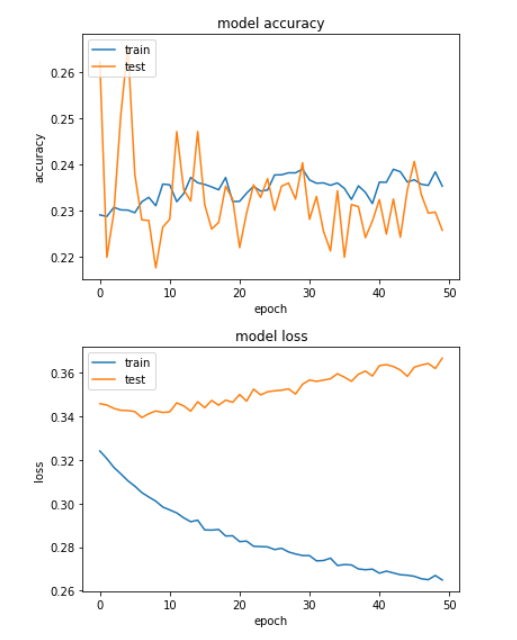 model accuracy
train
test
0.26
0.25
0.24
0.23
0.22
accuracy
0 10 20 30 40 50
epoch
model loss
train
test
0.36
0.34
0.32
0.30
0.28
0.26
loss
0 10 20 30 40 50
epoch